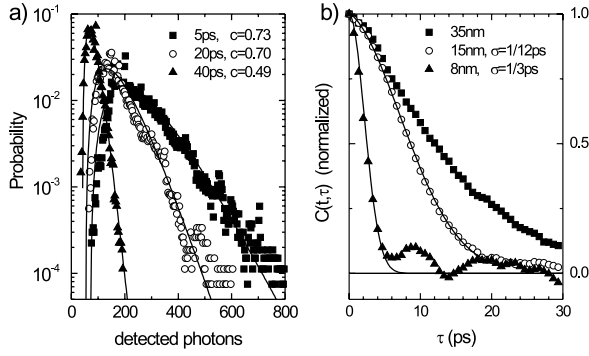 a)
5ps, c=0.73
20ps, c=0.70
40ps, c=0.49
Probability
10⁻¹
10⁻²
10⁻³
10⁻⁴
0 200 400 600 800
detected photons
b)
35nm
15nm, σ=1/12ps
8nm, σ=1/3ps
C(t,τ) (normalized)
1.0
0.5
0.0
0 10 20 30
τ (ps)